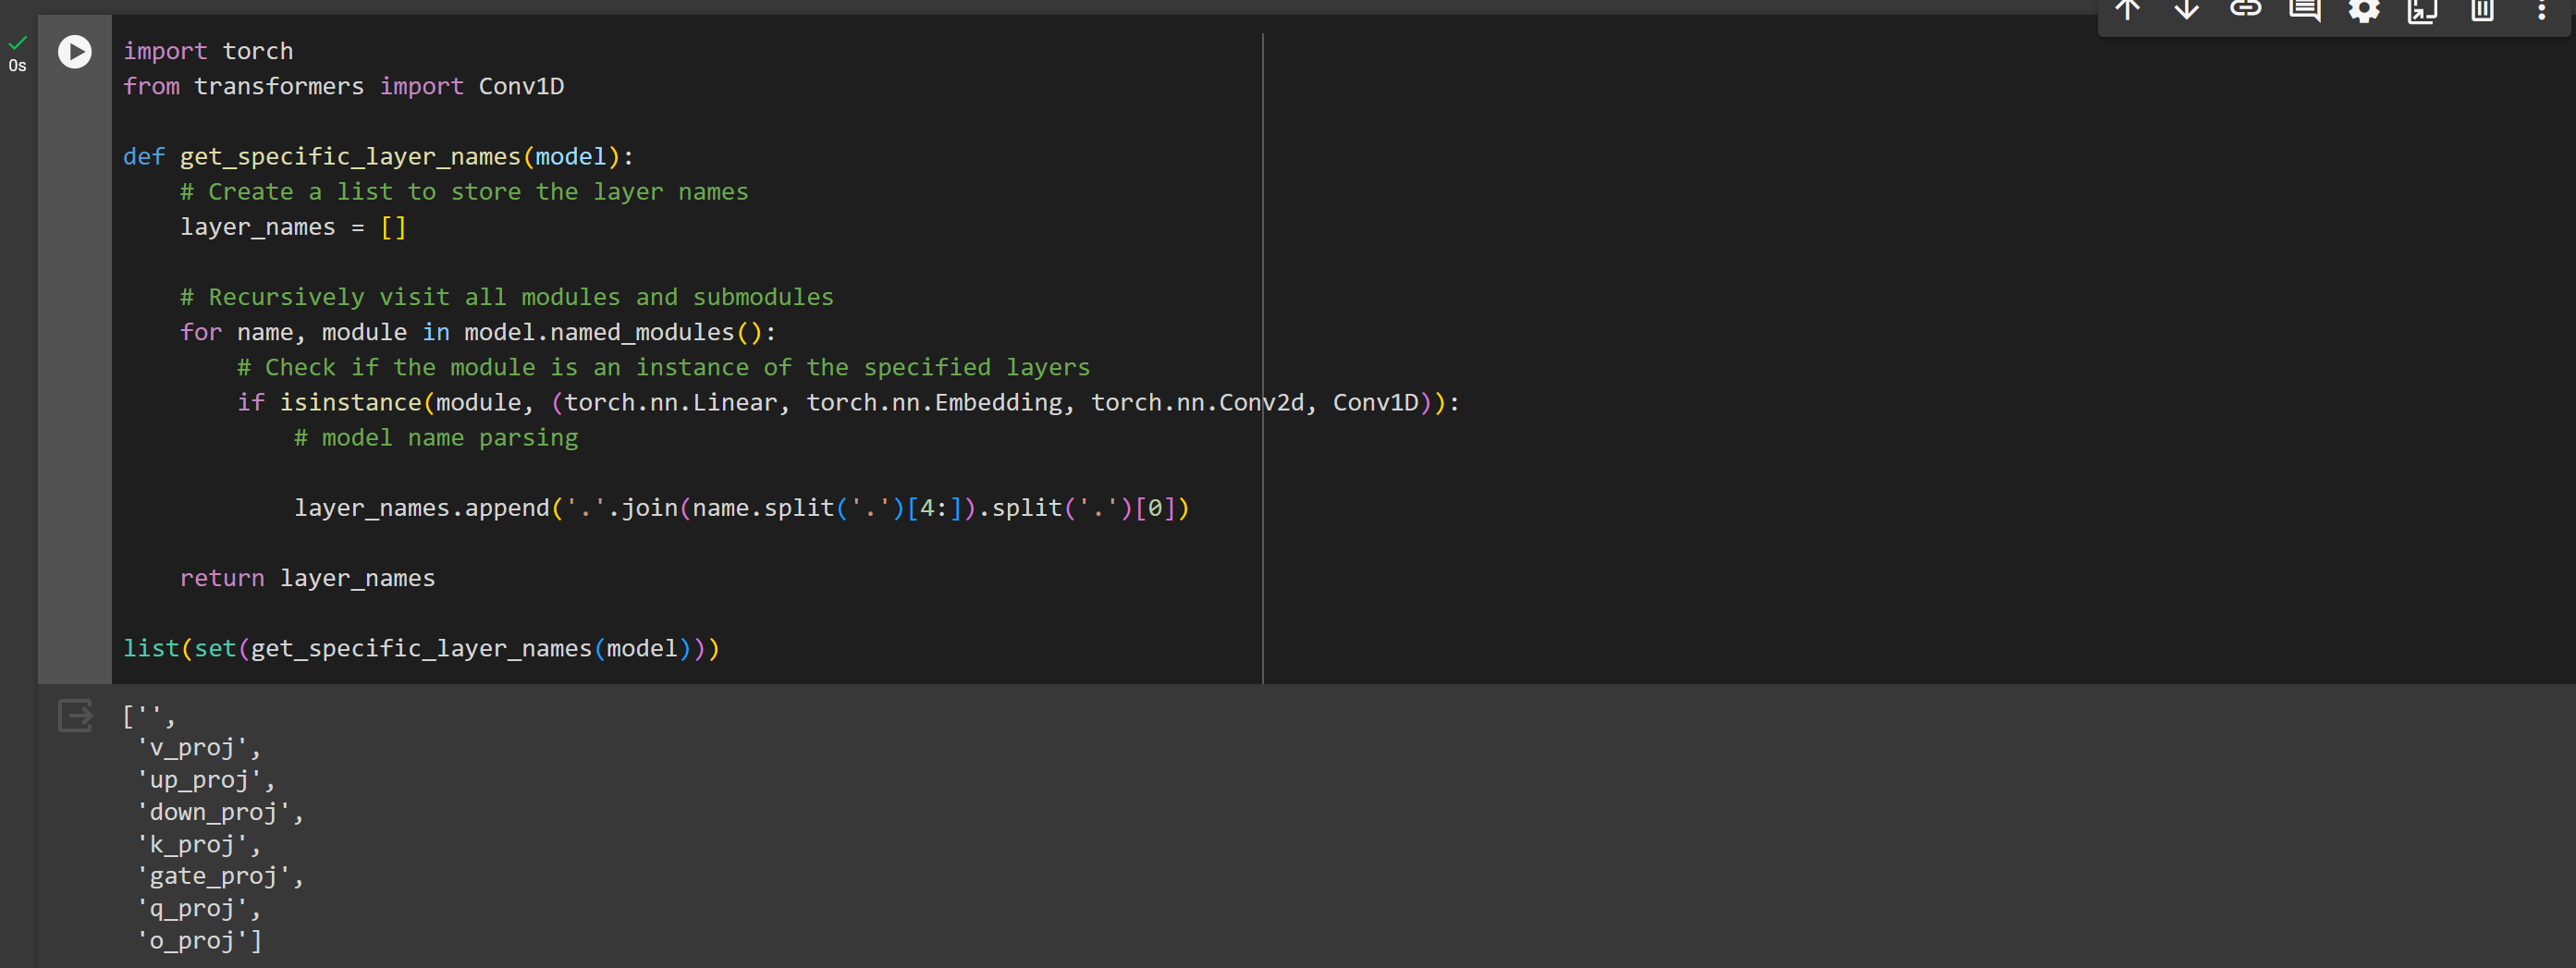 0s
import torch
from transformers import Conv1D
def get_specific_layer_names(model):
    # Create a list to store the layer names
    layer_names = []
    # Recursively visit all modules and submodules
    for name, module in model.named_modules():
        # Check if the module is an instance of the specified layers
        if isinstance(module, (torch.nn.Linear, torch.nn.Embedding, torch.nn.Conv2d, Conv1D)):
            # model name parsing
            layer_names.append('.'.join(name.split('.')[4:]).split('.')[0])
    return layer_names
list(set(get_specific_layer_names(model)))
['',
 'v_proj',
 'up_proj',
 'down_proj',
 'k_proj',
 'gate_proj',
 'q_proj',
 'o_proj']